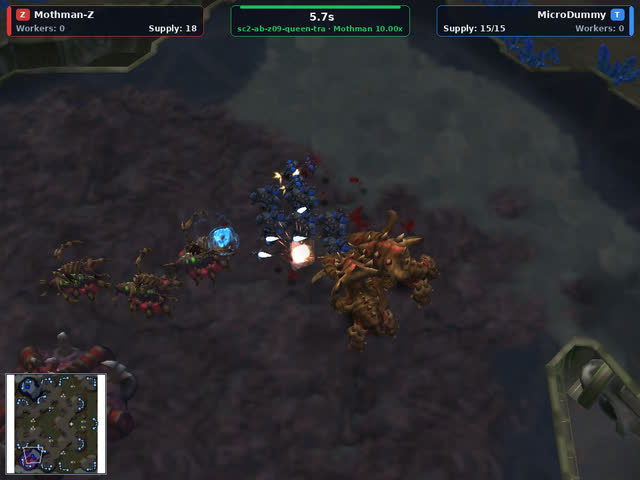 Z Mothman-Z
Workers: 0 Supply: 18
5.7s
sc2-ab-z09-queen-tra · Mothman 10.00x
MicroDummy T
Supply: 15/15 Workers: 0